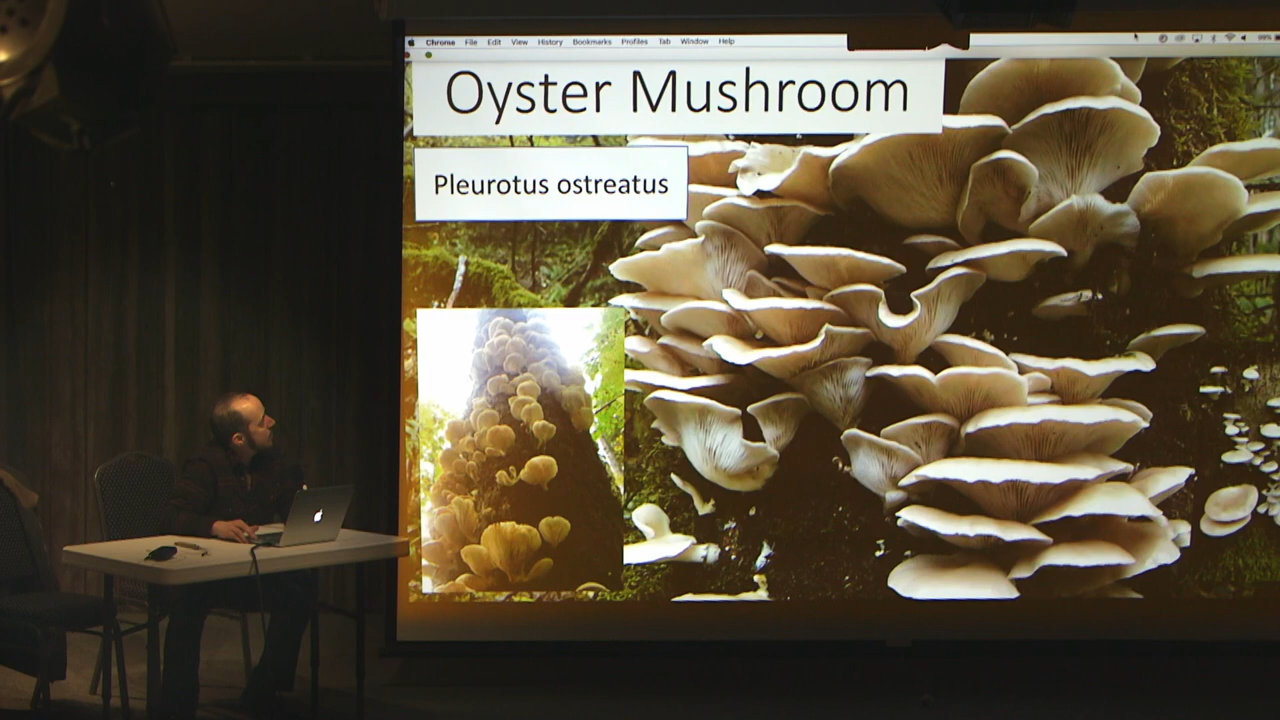 Chrome File Edit View History Bookmarks Profiles Tab Window Help
Oyster Mushroom
Pleurotus ostreatus